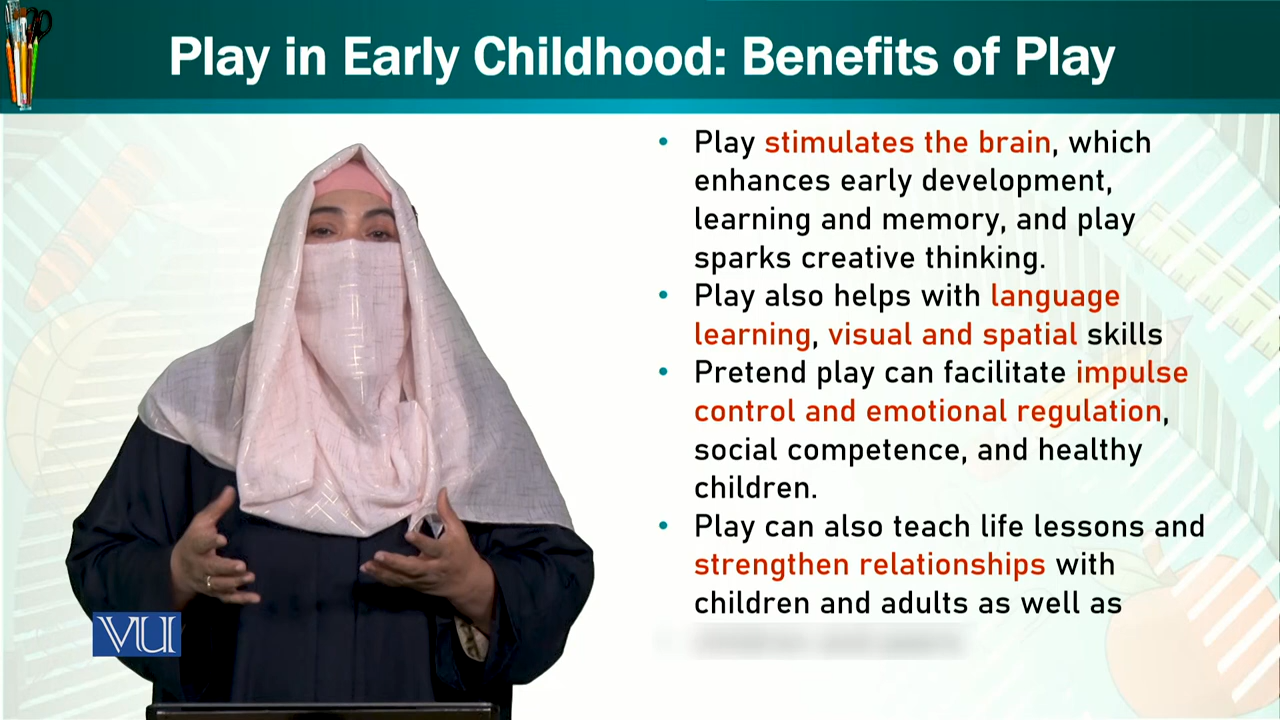 Play in Early Childhood: Benefits of Play
• Play stimulates the brain, which
enhances early development,
learning and memory, and play
sparks creative thinking.
• Play also helps with language
learning, visual and spatial skills
• Pretend play can facilitate impulse
control and emotional regulation,
social competence, and healthy
children.
• Play can also teach life lessons and
strengthen relationships with
children and adults as well as
VU